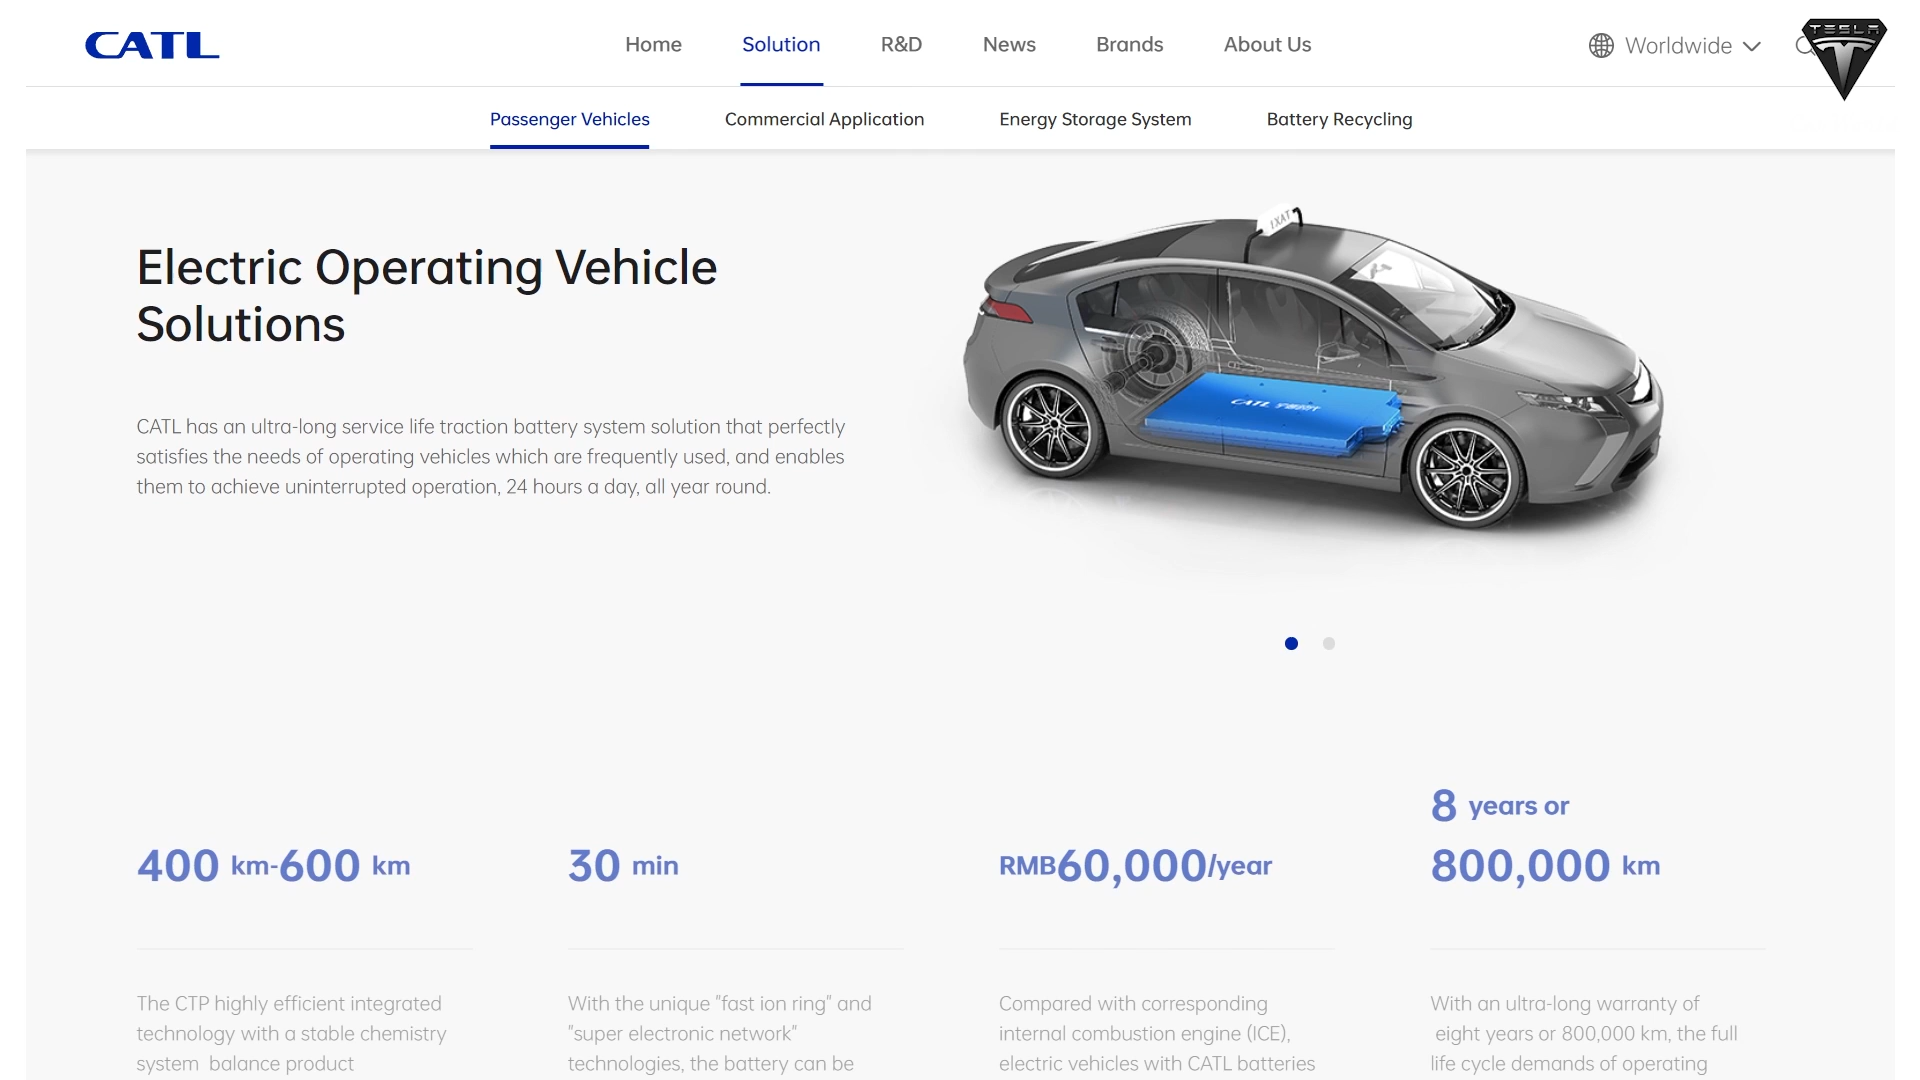 CATL
Home
Solution
R&D
News
Brands
About Us
Worldwide
TESLA
Passenger Vehicles
Commercial Application
Energy Storage System
Battery Recycling
TAXI
Electric Operating Vehicle
Solutions
CATL has an ultra-long service life traction battery system solution that perfectly
satisfies the needs of operating vehicles which are frequently used, and enables
them to achieve uninterrupted operation, 24 hours a day, all year round.
CATL
400 km-600 km
The CTP highly efficient integrated
technology with a stable chemistry
system  balance product
30 min
With the unique "fast ion ring" and
"super electronic network"
technologies, the battery can be
RMB60,000/year
Compared with corresponding
internal combustion engine (ICE),
electric vehicles with CATL batteries
8 years or
800,000 km
With an ultra-long warranty of
eight years or 800,000 km, the full
life cycle demands of operating